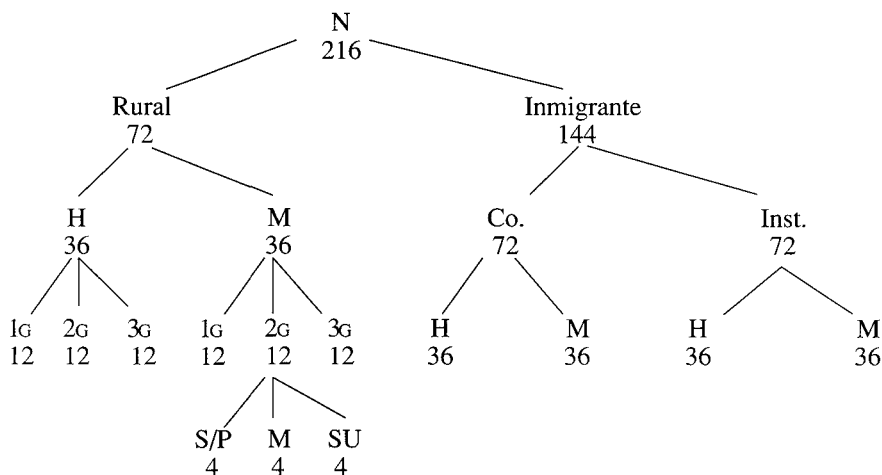 N
216
Rural Inmigrante
72 144
H M Co. Inst.
36 36 72 72
1G 2G 3G 1G 2G 3G H M H M
12 12 12 12 12 12 36 36 36 36
S/P M SU
4 4 4